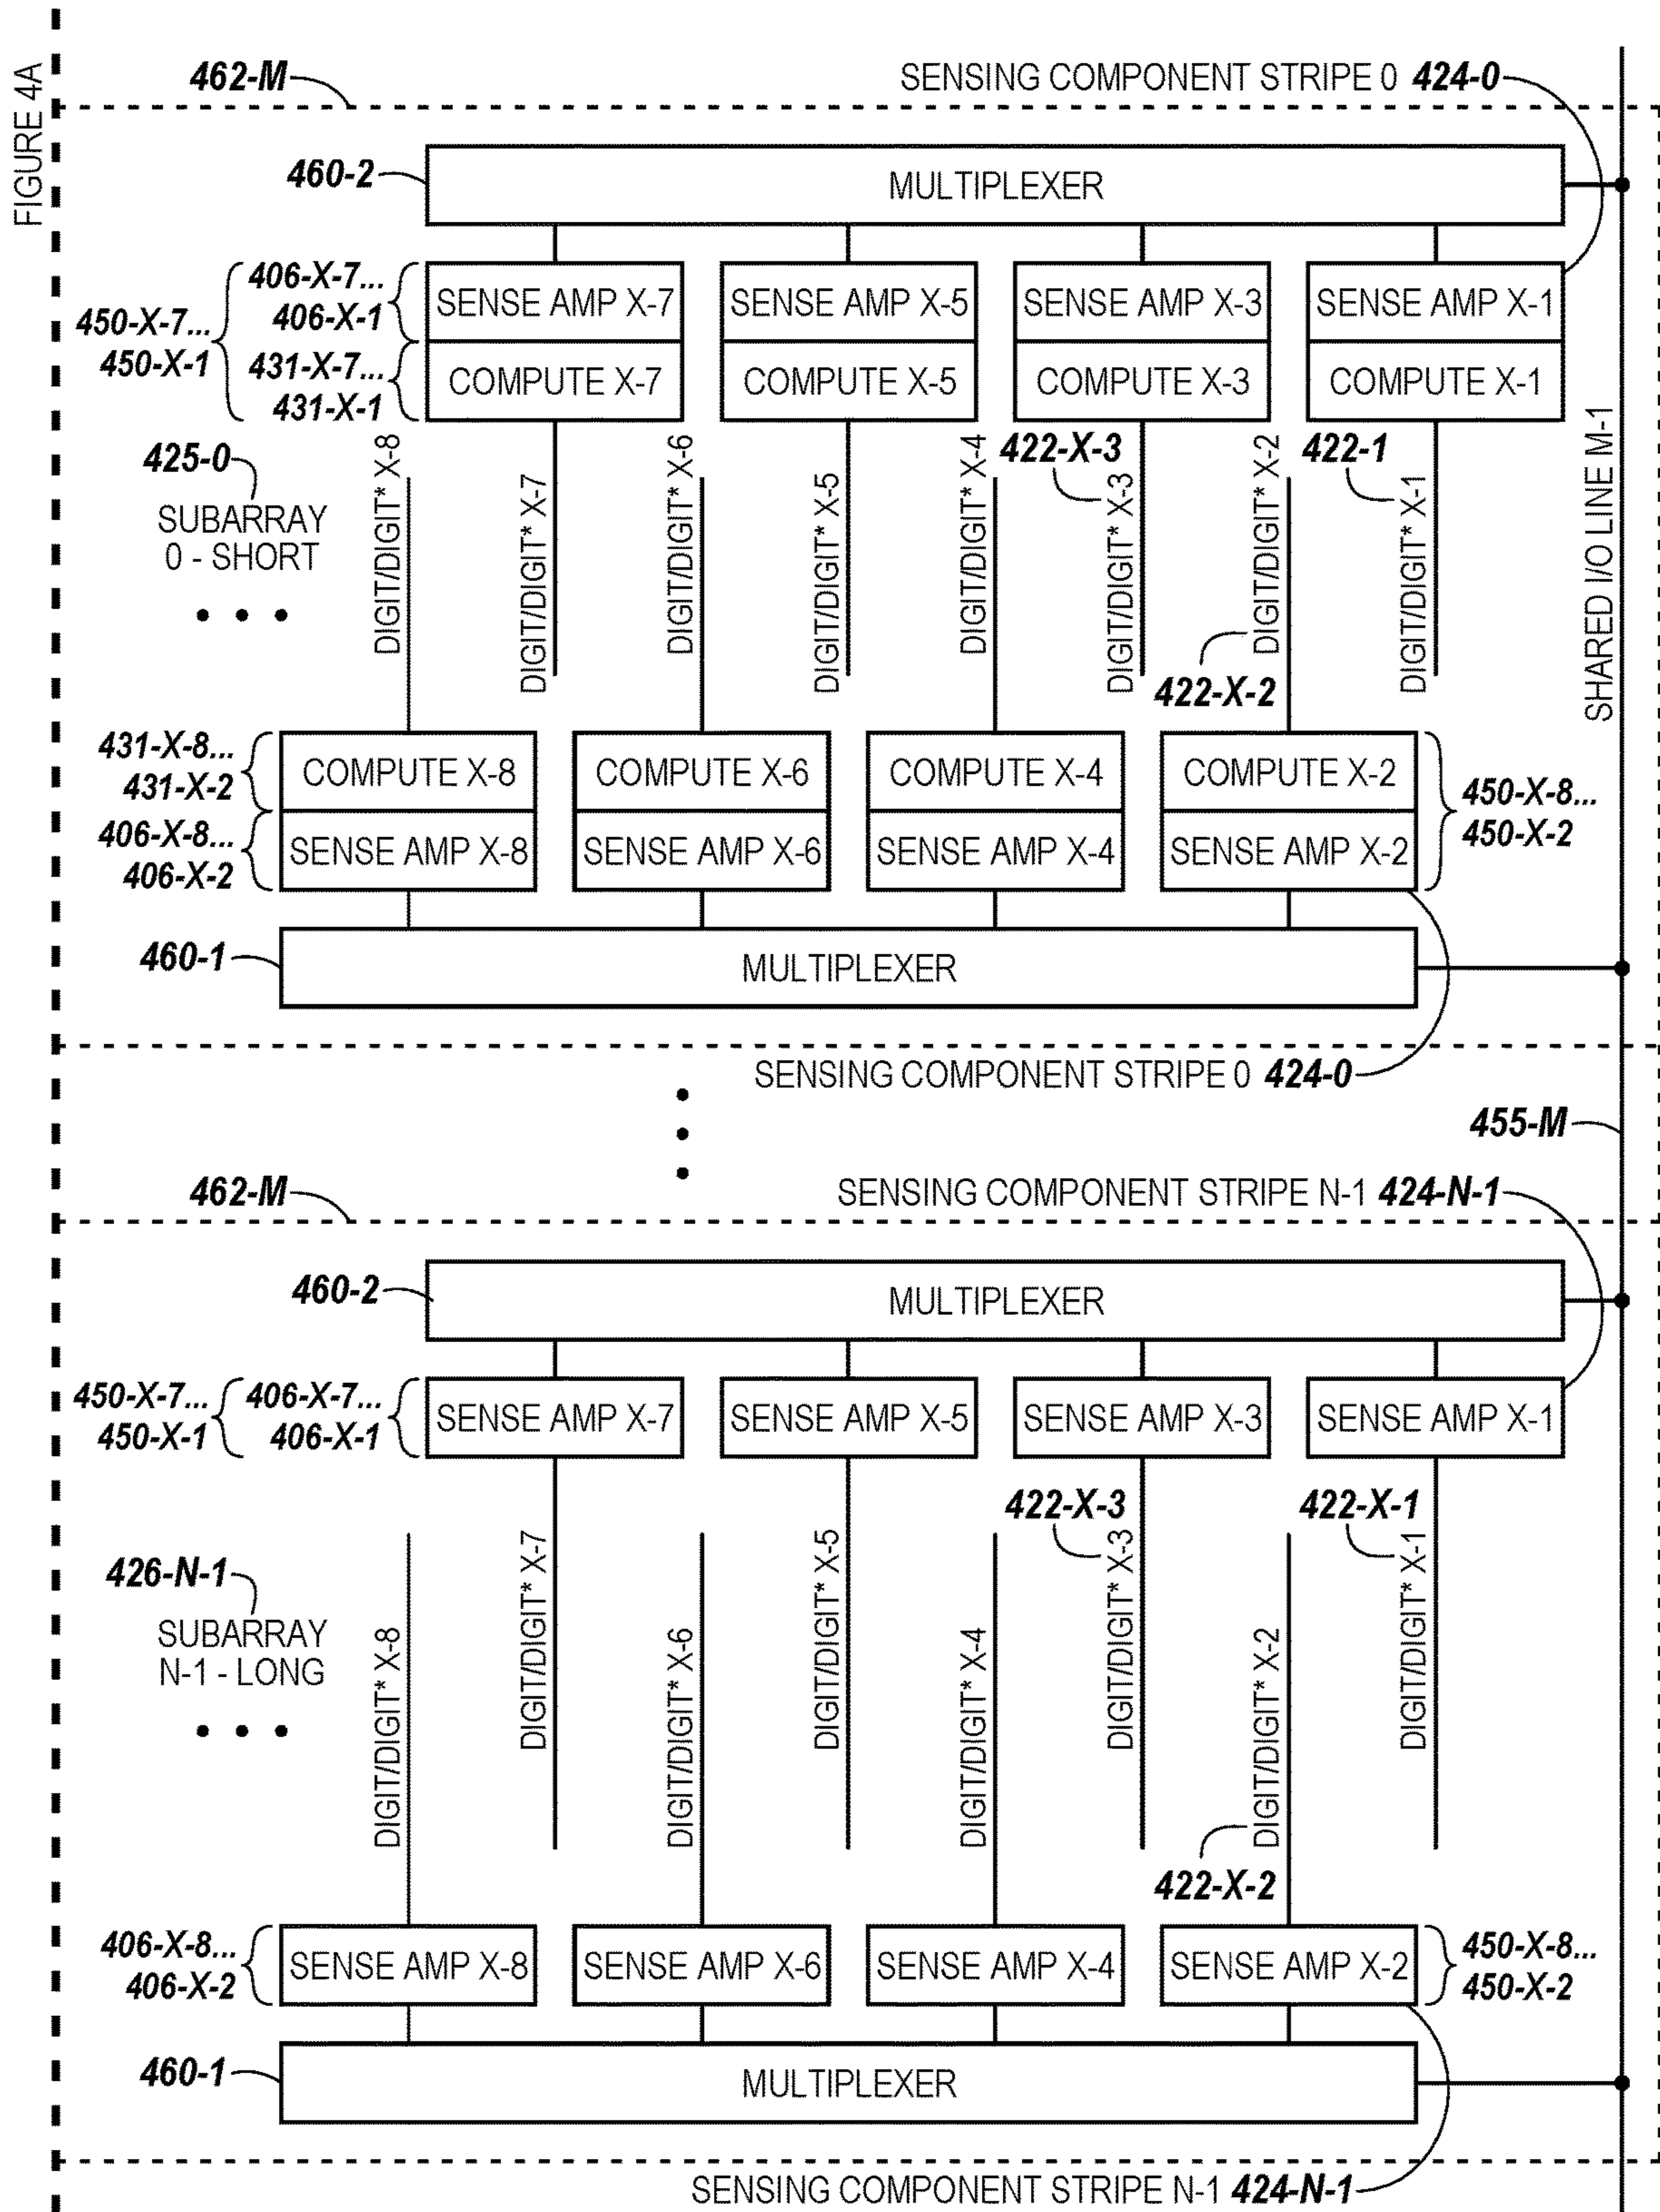 FIGURE 4A
462-M
SENSING COMPONENT STRIPE 0 424-0
460-2
MULTIPLEXER
450-X-7...
450-X-1
406-X-7...
406-X-1
431-X-7...
431-X-1
SENSE AMP X-7
SENSE AMP X-5
SENSE AMP X-3
SENSE AMP X-1
COMPUTE X-7
COMPUTE X-5
COMPUTE X-3
COMPUTE X-1
425-0
SUBARRAY
0 - SHORT
• • •
DIGIT/DIGIT* X-8
DIGIT/DIGIT* X-7
DIGIT/DIGIT* X-6
DIGIT/DIGIT* X-5
DIGIT/DIGIT* X-4
422-X-3
DIGIT/DIGIT* X-3
DIGIT/DIGIT* X-2
422-X-2
422-1
DIGIT/DIGIT* X-1
SHARED I/O LINE M-1
431-X-8...
431-X-2
406-X-8...
406-X-2
COMPUTE X-8
COMPUTE X-6
COMPUTE X-4
COMPUTE X-2
SENSE AMP X-8
SENSE AMP X-6
SENSE AMP X-4
SENSE AMP X-2
450-X-8...
450-X-2
460-1
MULTIPLEXER
SENSING COMPONENT STRIPE 0 424-0
455-M
462-M
SENSING COMPONENT STRIPE N-1 424-N-1
460-2
MULTIPLEXER
450-X-7...
450-X-1
406-X-7...
406-X-1
SENSE AMP X-7
SENSE AMP X-5
SENSE AMP X-3
SENSE AMP X-1
426-N-1
SUBARRAY
N-1 - LONG
• • •
DIGIT/DIGIT* X-8
DIGIT/DIGIT* X-7
DIGIT/DIGIT* X-6
DIGIT/DIGIT* X-5
DIGIT/DIGIT* X-4
422-X-3
DIGIT/DIGIT* X-3
DIGIT/DIGIT* X-2
422-X-2
422-X-1
DIGIT/DIGIT* X-1
406-X-8...
406-X-2
SENSE AMP X-8
SENSE AMP X-6
SENSE AMP X-4
SENSE AMP X-2
450-X-8...
450-X-2
460-1
MULTIPLEXER
SENSING COMPONENT STRIPE N-1 424-N-1